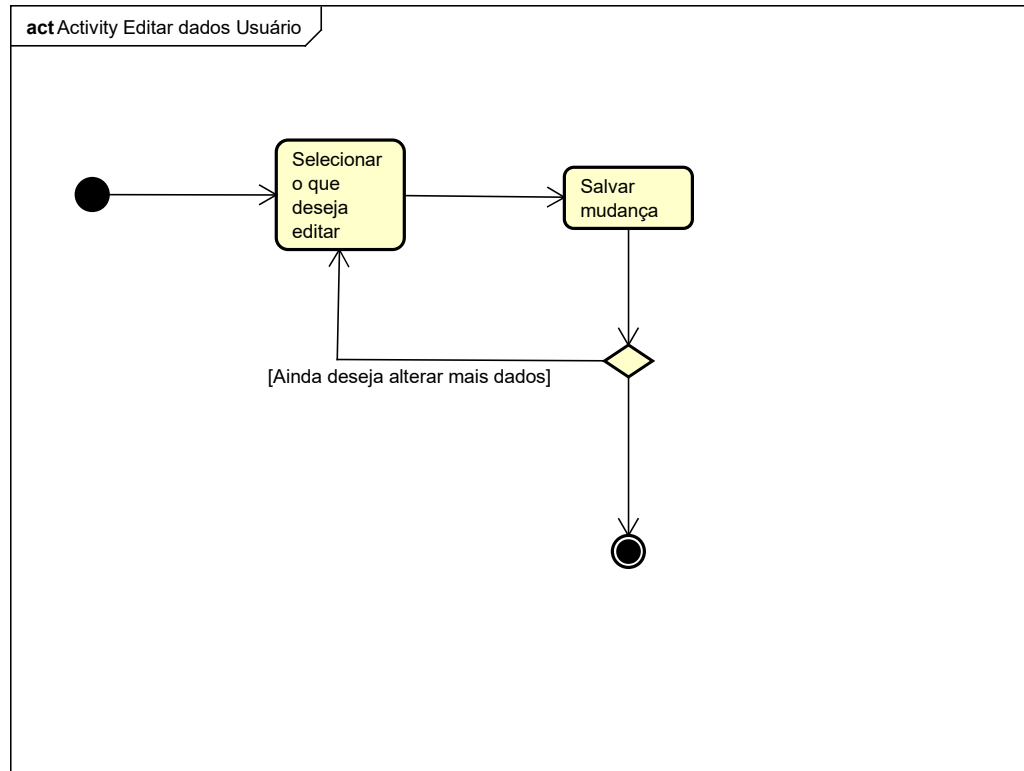 act Activity Editar dados Usuário
Selecionar
o que
deseja
editar
Salvar
mudança
[Ainda deseja alterar mais dados]